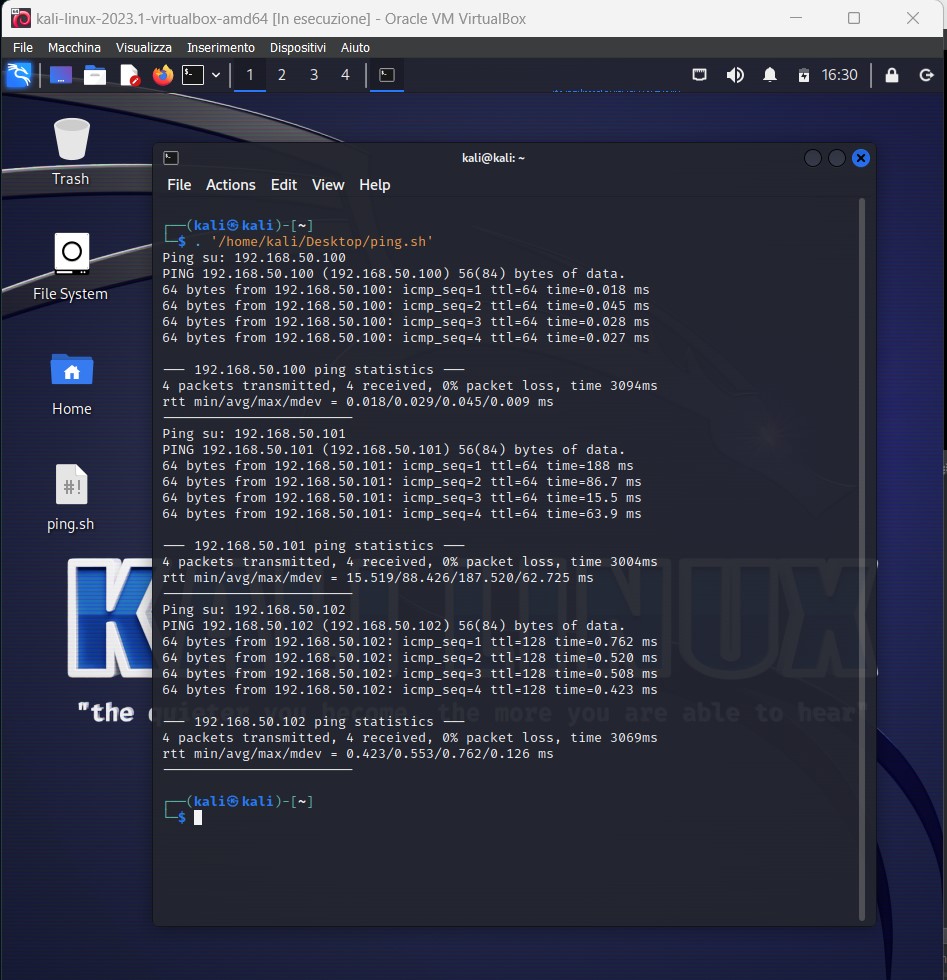 kali-linux-2023.1-virtualbox-amd64 [In esecuzione] - Oracle VM VirtualBox
File Macchina Visualizza Inserimento Dispositivi Aiuto
1 2 3 4 16:30
Trash
File System
Home
#!
ping.sh
kali@kali: ~
File Actions Edit View Help
┌──(kali㉿kali)-[~]
└─$ . '/home/kali/Desktop/ping.sh'
Ping su: 192.168.50.100
PING 192.168.50.100 (192.168.50.100) 56(84) bytes of data.
64 bytes from 192.168.50.100: icmp_seq=1 ttl=64 time=0.018 ms
64 bytes from 192.168.50.100: icmp_seq=2 ttl=64 time=0.045 ms
64 bytes from 192.168.50.100: icmp_seq=3 ttl=64 time=0.028 ms
64 bytes from 192.168.50.100: icmp_seq=4 ttl=64 time=0.027 ms
--- 192.168.50.100 ping statistics ---
4 packets transmitted, 4 received, 0% packet loss, time 3094ms
rtt min/avg/max/mdev = 0.018/0.029/0.045/0.009 ms
Ping su: 192.168.50.101
PING 192.168.50.101 (192.168.50.101) 56(84) bytes of data.
64 bytes from 192.168.50.101: icmp_seq=1 ttl=64 time=188 ms
64 bytes from 192.168.50.101: icmp_seq=2 ttl=64 time=86.7 ms
64 bytes from 192.168.50.101: icmp_seq=3 ttl=64 time=15.5 ms
64 bytes from 192.168.50.101: icmp_seq=4 ttl=64 time=63.9 ms
--- 192.168.50.101 ping statistics ---
4 packets transmitted, 4 received, 0% packet loss, time 3004ms
rtt min/avg/max/mdev = 15.519/88.426/187.520/62.725 ms
Ping su: 192.168.50.102
PING 192.168.50.102 (192.168.50.102) 56(84) bytes of data.
64 bytes from 192.168.50.102: icmp_seq=1 ttl=128 time=0.762 ms
64 bytes from 192.168.50.102: icmp_seq=2 ttl=128 time=0.520 ms
64 bytes from 192.168.50.102: icmp_seq=3 ttl=128 time=0.508 ms
64 bytes from 192.168.50.102: icmp_seq=4 ttl=128 time=0.423 ms
--- 192.168.50.102 ping statistics ---
4 packets transmitted, 4 received, 0% packet loss, time 3069ms
rtt min/avg/max/mdev = 0.423/0.553/0.762/0.126 ms
┌──(kali㉿kali)-[~]
└─$
KALI LINUX
"the quieter you become, the more you are able to hear"